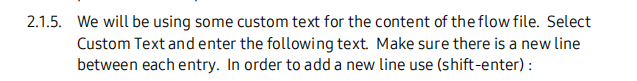 2.1.5. We will be using some custom text for the content of the flow file. Select
Custom Text and enter the following text. Make sure there is a new line
between each entry. In order to add a new line use (shift-enter) :